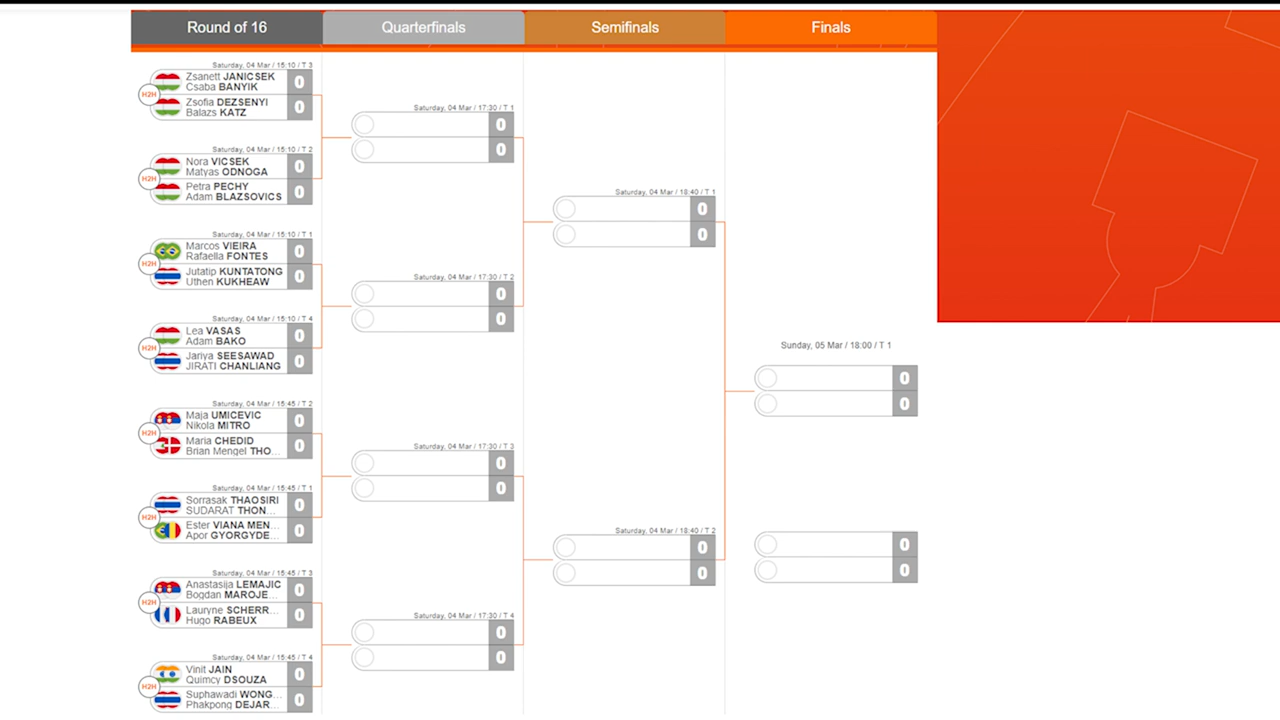 Round of 16
Quarterfinals
Semifinals
Finals
Saturday, 04 Mar / 15:10 / T 3
H2H
Zsanett JANICSEK
Csaba BANYIK
0
Zsofia DEZSENYI
Balazs KATZ
0
Saturday, 04 Mar / 15:10 / T 2
H2H
Nora VICSEK
Matyas ODNOGA
0
Petra PECHY
Adam BLAZSOVICS
0
Saturday, 04 Mar / 15:10 / T 1
H2H
Marcos VIEIRA
Rafaella FONTES
0
Jutatip KUNTATONG
Uthen KUKHEAW
0
Saturday, 04 Mar / 15:10 / T 4
H2H
Lea VASAS
Adam BAKO
0
Jariya SEESAWAD
JIRATI CHANLIANG
0
Saturday, 04 Mar / 15:45 / T 2
H2H
Maja UMICEVIC
Nikola MITRO
0
Maria CHEDID
Brian Mengel THO...
0
Saturday, 04 Mar / 15:45 / T 1
H2H
Sorrasak THAOSIRI
SUDARAT THON...
0
Ester VIANA MEN...
Apor GYORGYDE...
0
Saturday, 04 Mar / 15:45 / T 3
H2H
Anastasija LEMAJIC
Bogdan MAROJE...
0
Lauryne SCHERR...
Hugo RABEUX
0
Saturday, 04 Mar / 15:45 / T 4
H2H
Vinit JAIN
Quimcy DSOUZA
0
Suphawadi WONG...
Phakpong DEJAR...
0
Saturday, 04 Mar / 17:30 / T 1
0
0
Saturday, 04 Mar / 17:30 / T 2
0
0
Saturday, 04 Mar / 17:30 / T 3
0
0
Saturday, 04 Mar / 17:30 / T 4
0
0
Saturday, 04 Mar / 18:40 / T 1
0
0
Saturday, 04 Mar / 18:40 / T 2
0
0
Sunday, 05 Mar / 18:00 / T 1
0
0
0
0